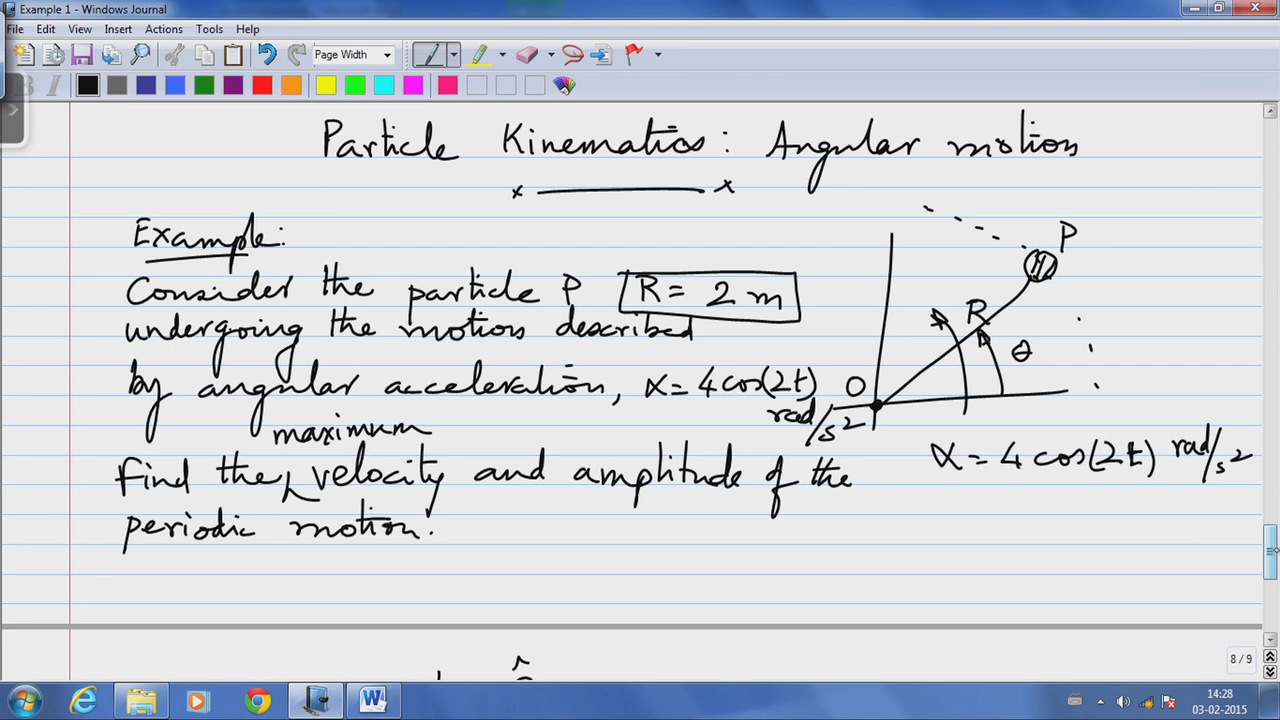 Example 1 - Windows Journal
File Edit View Insert Actions Tools Help
Page Width
Particle Kinematics: Angular motion
Example:
Consider the particle P R = 2 m
undergoing the motion described
by angular acceleration, α = 4 cos(2t)
rad/s2
maximum
Find the velocity and amplitude of the
periodic motion.
P
R
θ
O
α = 4 cos(2t) rad/s2
8 / 9
14:28
03-02-2015